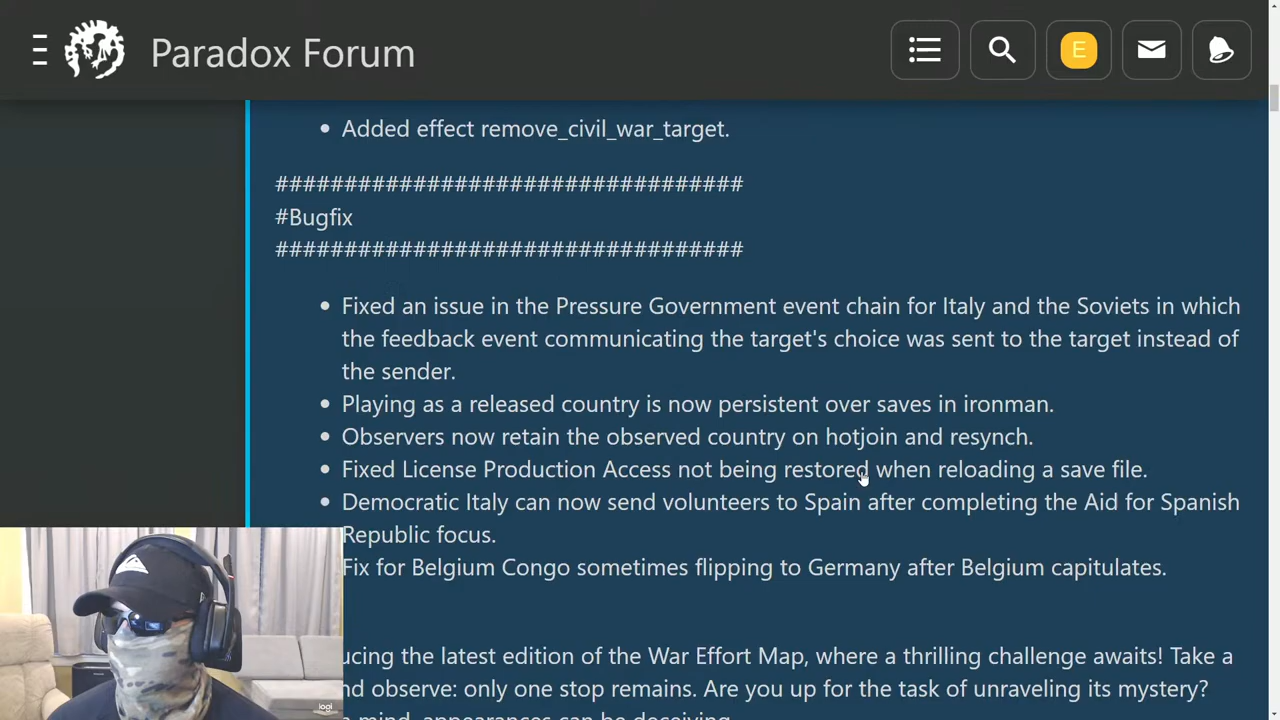 Paradox Forum
E
Added effect remove_civil_war_target.
##################################
#Bugfix
##################################
Fixed an issue in the Pressure Government event chain for Italy and the Soviets in which
the feedback event communicating the target's choice was sent to the target instead of
the sender.
Playing as a released country is now persistent over saves in ironman.
Observers now retain the observed country on hotjoin and resynch.
Fixed License Production Access not being restored when reloading a save file.
Democratic Italy can now send volunteers to Spain after completing the Aid for Spanish
Republic focus.
Fix for Belgium Congo sometimes flipping to Germany after Belgium capitulates.
ucing the latest edition of the War Effort Map, where a thrilling challenge awaits! Take a
nd observe: only one stop remains. Are you up for the task of unraveling its mystery?
mind, appearances can be deceiving.
logi